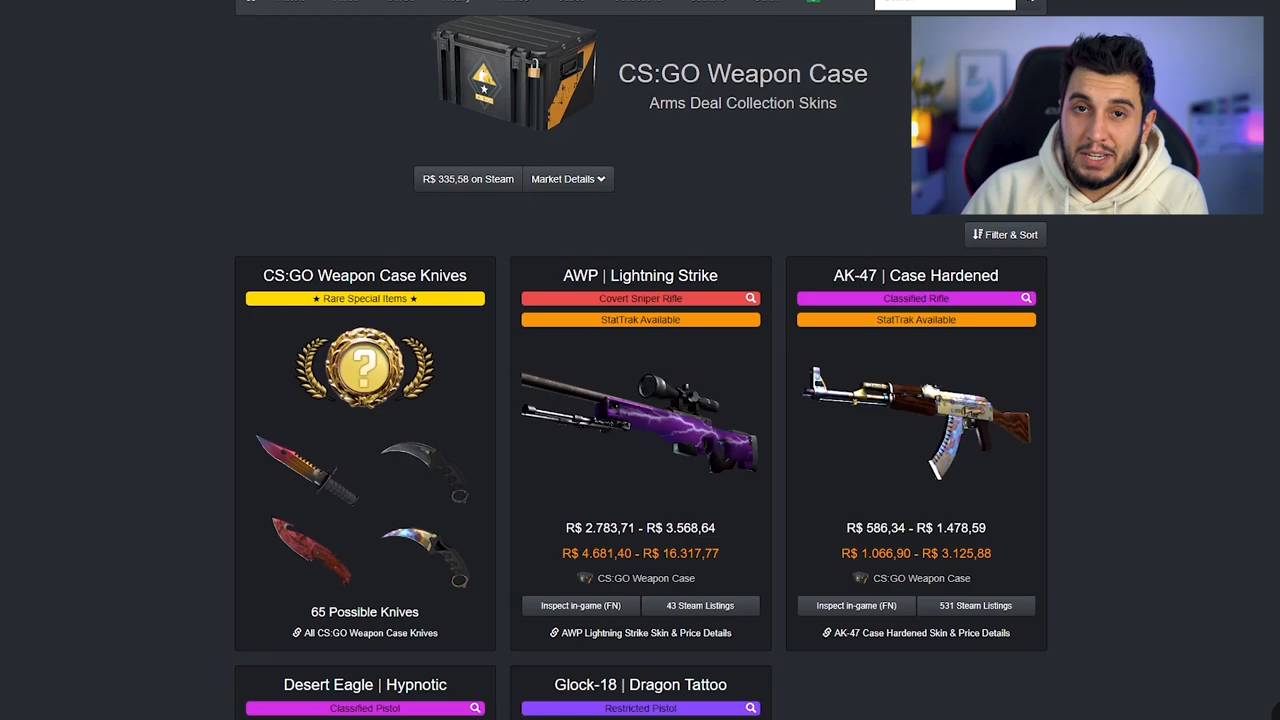 CS:GO Weapon Case
Arms Deal Collection Skins
R$ 335,58 on Steam
Market Details
Filter & Sort
CS:GO Weapon Case Knives
★ Rare Special Items ★
?
65 Possible Knives
All CS:GO Weapon Case Knives
AWP | Lightning Strike
Covert Sniper Rifle
StatTrak Available
R$ 2.783,71 - R$ 3.568,64
R$ 4.681,40 - R$ 16.317,77
CS:GO Weapon Case
Inspect in-game (FN)
43 Steam Listings
AWP Lightning Strike Skin & Price Details
AK-47 | Case Hardened
Classified Rifle
StatTrak Available
R$ 586,34 - R$ 1.478,59
R$ 1.066,90 - R$ 3.125,88
CS:GO Weapon Case
Inspect in-game (FN)
531 Steam Listings
AK-47 Case Hardened Skin & Price Details
Desert Eagle | Hypnotic
Classified Pistol
Glock-18 | Dragon Tattoo
Restricted Pistol